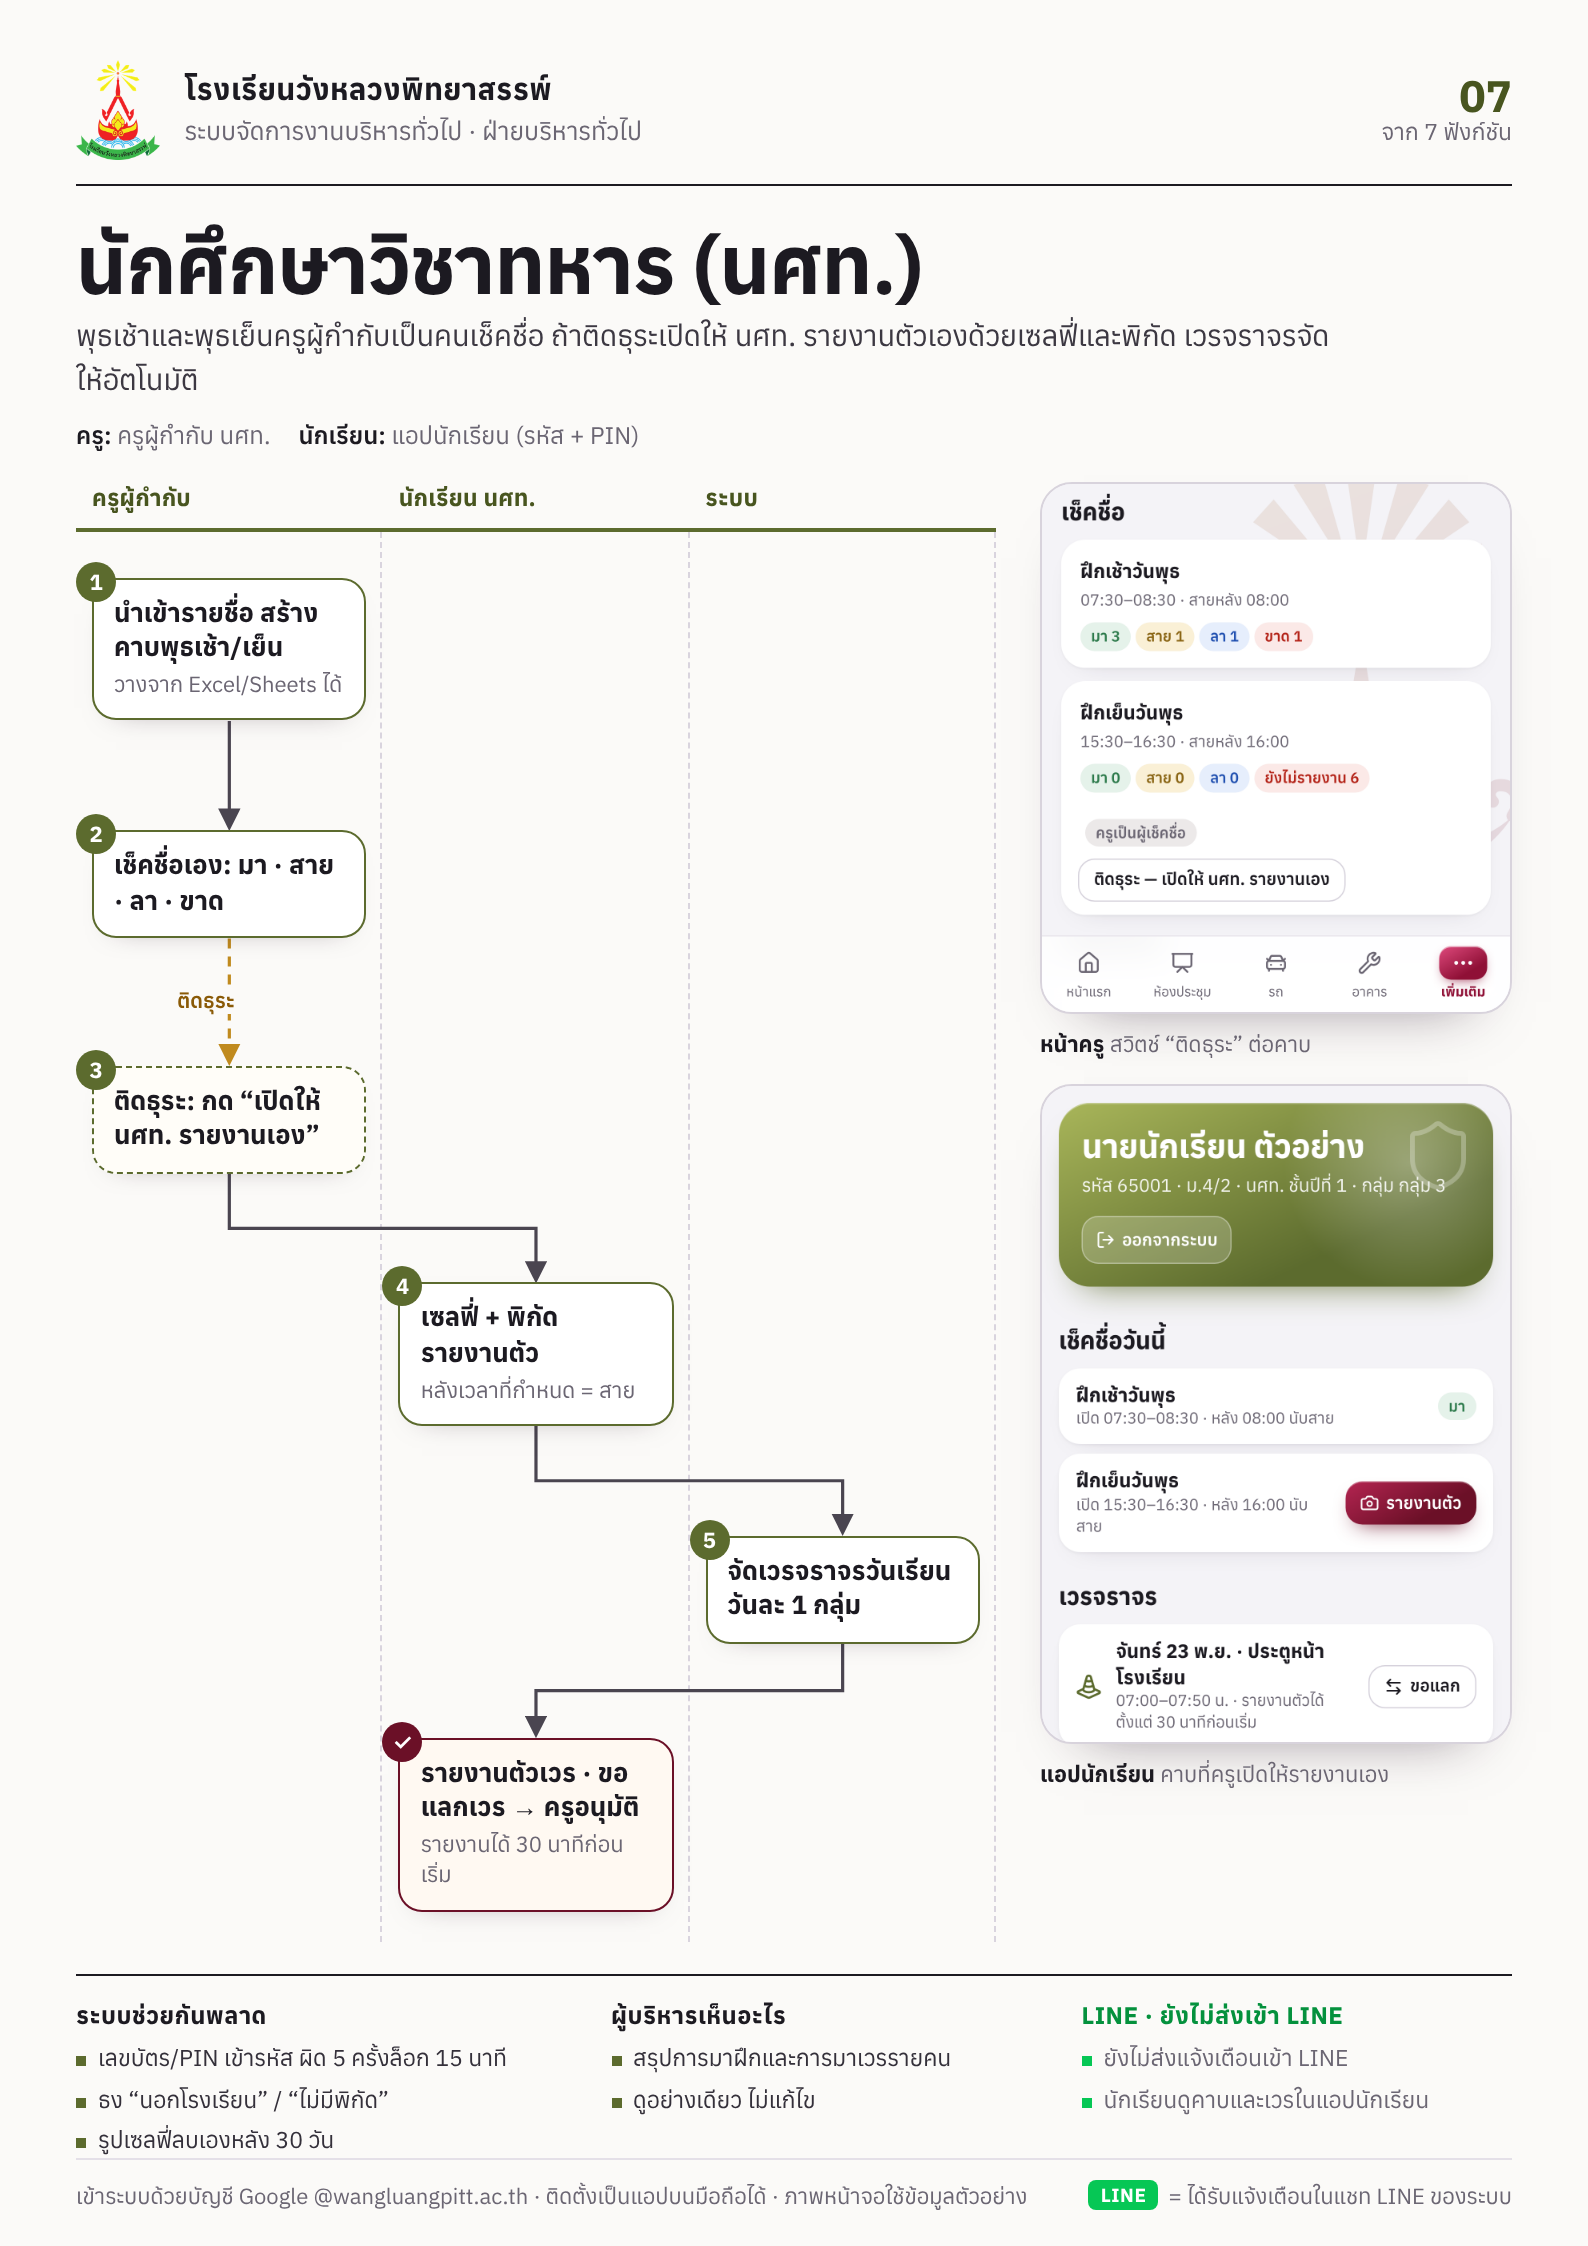 โรงเรียนวังหลวงพิทยาสรรพ์
ระบบจัดการงานบริหารทั่วไป · ฝ่ายบริหารทั่วไป
07
จาก 7 ฟังก์ชัน
นักศึกษาวิชาทหาร (นศท.)
พุธเช้าและพุธเย็นครูผู้กำกับเป็นคนเช็คชื่อ ถ้าติดธุระเปิดให้ นศท. รายงานตัวเองด้วยเซลฟี่และพิกัด เวรจราจรจัด
ให้อัตโนมัติ
ครู: ครูผู้กำกับ นศท. นักเรียน: แอปนักเรียน (รหัส + PIN)
ครูผู้กำกับ
นักเรียน นศท.
ระบบ
1
นำเข้ารายชื่อ สร้าง
คาบพุธเช้า/เย็น
วางจาก Excel/Sheets ได้
2
เช็คชื่อเอง: มา · สาย
· ลา · ขาด
ติดธุระ
3
ติดธุระ: กด “เปิดให้
นศท. รายงานเอง”
4
เซลฟี่ + พิกัด
รายงานตัว
หลังเวลาที่กำหนด = สาย
5
จัดเวรจราจรวันเรียน
วันละ 1 กลุ่ม
รายงานตัวเวร · ขอ
แลกเวร → ครูอนุมัติ
รายงานได้ 30 นาทีก่อน
เริ่ม
เช็คชื่อ
ฝึกเช้าวันพุธ
07:30–08:30 · สายหลัง 08:00
มา 3 สาย 1 ลา 1 ขาด 1
ฝึกเย็นวันพุธ
15:30–16:30 · สายหลัง 16:00
มา 0 สาย 0 ลา 0 ยังไม่รายงาน 6
ครูเป็นผู้เช็คชื่อ
ติดธุระ — เปิดให้ นศท. รายงานเอง
หน้าแรก ห้องประชุม รถ อาคาร เพิ่มเติม
หน้าครู สวิตช์ “ติดธุระ” ต่อคาบ
นายนักเรียน ตัวอย่าง
รหัส 65001 · ม.4/2 · นศท. ชั้นปีที่ 1 · กลุ่ม กลุ่ม 3
ออกจากระบบ
เช็คชื่อวันนี้
ฝึกเช้าวันพุธ
เปิด 07:30–08:30 · หลัง 08:00 นับสาย
มา
ฝึกเย็นวันพุธ
เปิด 15:30–16:30 · หลัง 16:00 นับ
สาย
รายงานตัว
เวรจราจร
จันทร์ 23 พ.ย. · ประตูหน้า
โรงเรียน
07:00–07:50 น. · รายงานตัวได้
ตั้งแต่ 30 นาทีก่อนเริ่ม
ขอแลก
แอปนักเรียน คาบที่ครูเปิดให้รายงานเอง
ระบบช่วยกันพลาด
เลขบัตร/PIN เข้ารหัส ผิด 5 ครั้งล็อก 15 นาที
ธง “นอกโรงเรียน” / “ไม่มีพิกัด”
รูปเซลฟี่ลบเองหลัง 30 วัน
ผู้บริหารเห็นอะไร
สรุปการมาฝึกและการมาเวรรายคน
ดูอย่างเดียว ไม่แก้ไข
LINE · ยังไม่ส่งเข้า LINE
ยังไม่ส่งแจ้งเตือนเข้า LINE
นักเรียนดูคาบและเวรในแอปนักเรียน
เข้าระบบด้วยบัญชี Google @wangluangpitt.ac.th · ติดตั้งเป็นแอปบนมือถือได้ · ภาพหน้าจอใช้ข้อมูลตัวอย่าง
LINE = ได้รับแจ้งเตือนในแชท LINE ของระบบ